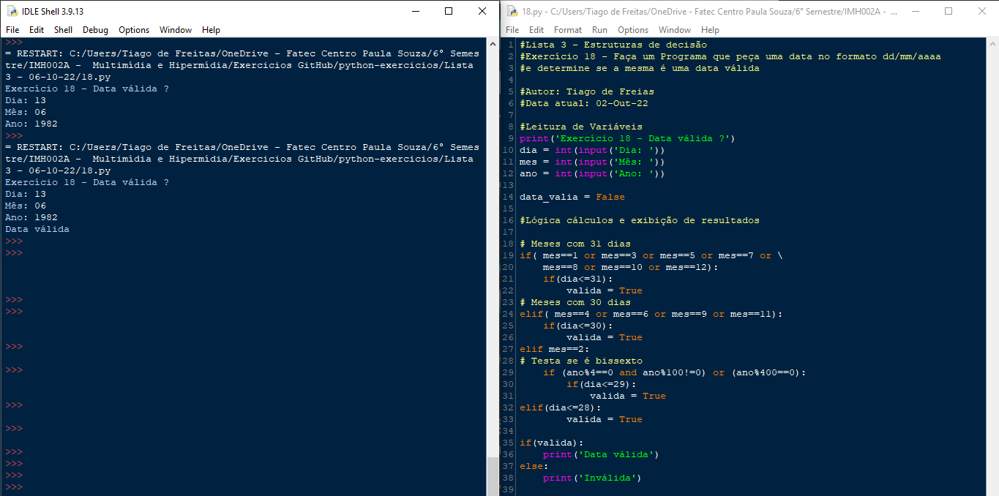 IDLE Shell 3.9.13
File Edit Shell Debug Options Window Help
>>>
= RESTART: C:/Users/Tiago de Freitas/OneDrive - Fatec Centro Paula Souza/6° Semes
tre/IMH002A -  Multimídia e Hipermídia/Exercicios GitHub/python-exercicios/Lista
3 - 06-10-22/18.py
Exercício 18 - Data válida ?
Dia: 13
Mês: 06
Ano: 1982
>>>
= RESTART: C:/Users/Tiago de Freitas/OneDrive - Fatec Centro Paula Souza/6° Semes
tre/IMH002A -  Multimídia e Hipermídia/Exercicios GitHub/python-exercicios/Lista
3 - 06-10-22/18.py
Exercício 18 - Data válida ?
Dia: 13
Mês: 06
Ano: 1982
Data válida
>>>
>>>
>>>
>>>
>>>
>>>
>>>
>>>
>>>
>>>
>>>
>>>
18.py - C:/Users/Tiago de Freitas/OneDrive - Fatec Centro Paula Souza/6° Semestre/IMH002A - ...
File Edit Format Run Options Window Help
1 #Lista 3 - Estruturas de decisão
2 #Exercício 18 - Faça um Programa que peça uma data no formato dd/mm/aaaa
3 #e determine se a mesma é uma data válida
4
5 #Autor: Tiago de Freias
6 #Data atual: 02-Out-22
7
8 #Leitura de Variáveis
9 print('Exercício 18 - Data válida ?')
10 dia = int(input('Dia: '))
11 mes = int(input('Mês: '))
12 ano = int(input('Ano: '))
13
14 data_valia = False
15
16 #Lógica cálculos e exibição de resultados
17
18 # Meses com 31 dias
19 if( mes==1 or mes==3 or mes==5 or mes==7 or \
20     mes==8 or mes==10 or mes==12):
21     if(dia<=31):
22         valida = True
23 # Meses com 30 dias
24 elif( mes==4 or mes==6 or mes==9 or mes==11):
25     if(dia<=30):
26         valida = True
27 elif mes==2:
28 # Testa se é bissexto
29     if (ano%4==0 and ano%100!=0) or (ano%400==0):
30         if(dia<=29):
31             valida = True
32 elif(dia<=28):
33         valida = True
34
35 if(valida):
36     print('Data válida')
37 else:
38     print('Inválida')
39